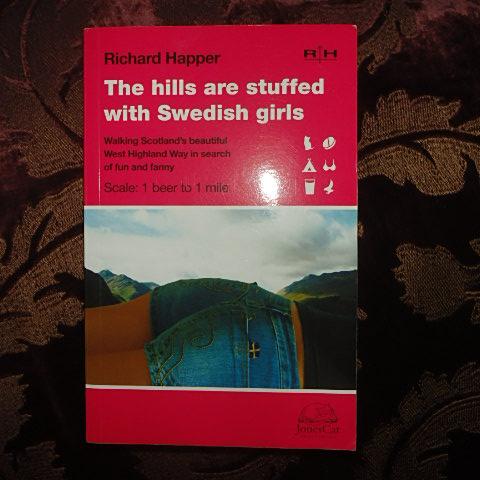 Richard Happer
R H
The hills are stuffed
with Swedish girls
Walking Scotland's beautiful
West Highland Way in search
of fun and fanny
Scale: 1 beer to 1 mile
JonesCat